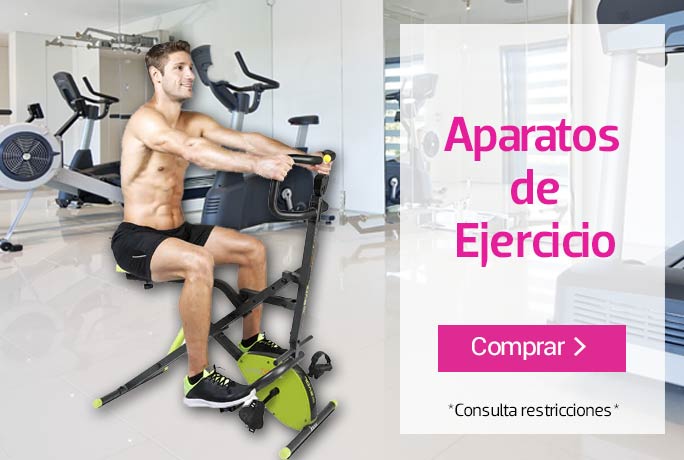 Aparatos
de
Ejercicio
Comprar >
*Consulta restricciones*